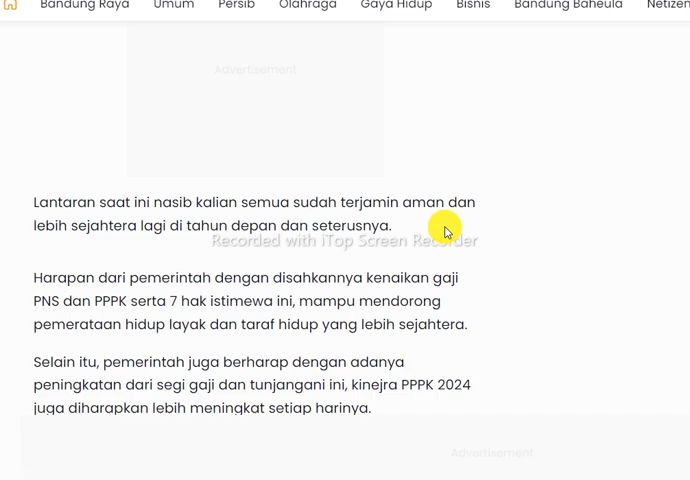 Bandung Raya Umum Persib Olahraga Gaya Hidup Bisnis Bandung Baheula Netizen
Advertisement
Lantaran saat ini nasib kalian semua sudah terjamin aman dan
lebih sejahtera lagi di tahun depan dan seterusnya.
Recorded with iTop Screen Recorder
Harapan dari pemerintah dengan disahkannya kenaikan gaji
PNS dan PPPK serta 7 hak istimewa ini, mampu mendorong
pemerataan hidup layak dan taraf hidup yang lebih sejahtera.
Selain itu, pemerintah juga berharap dengan adanya
peningkatan dari segi gaji dan tunjangani ini, kinejra PPPK 2024
juga diharapkan lebih meningkat setiap harinya.
Advertisement